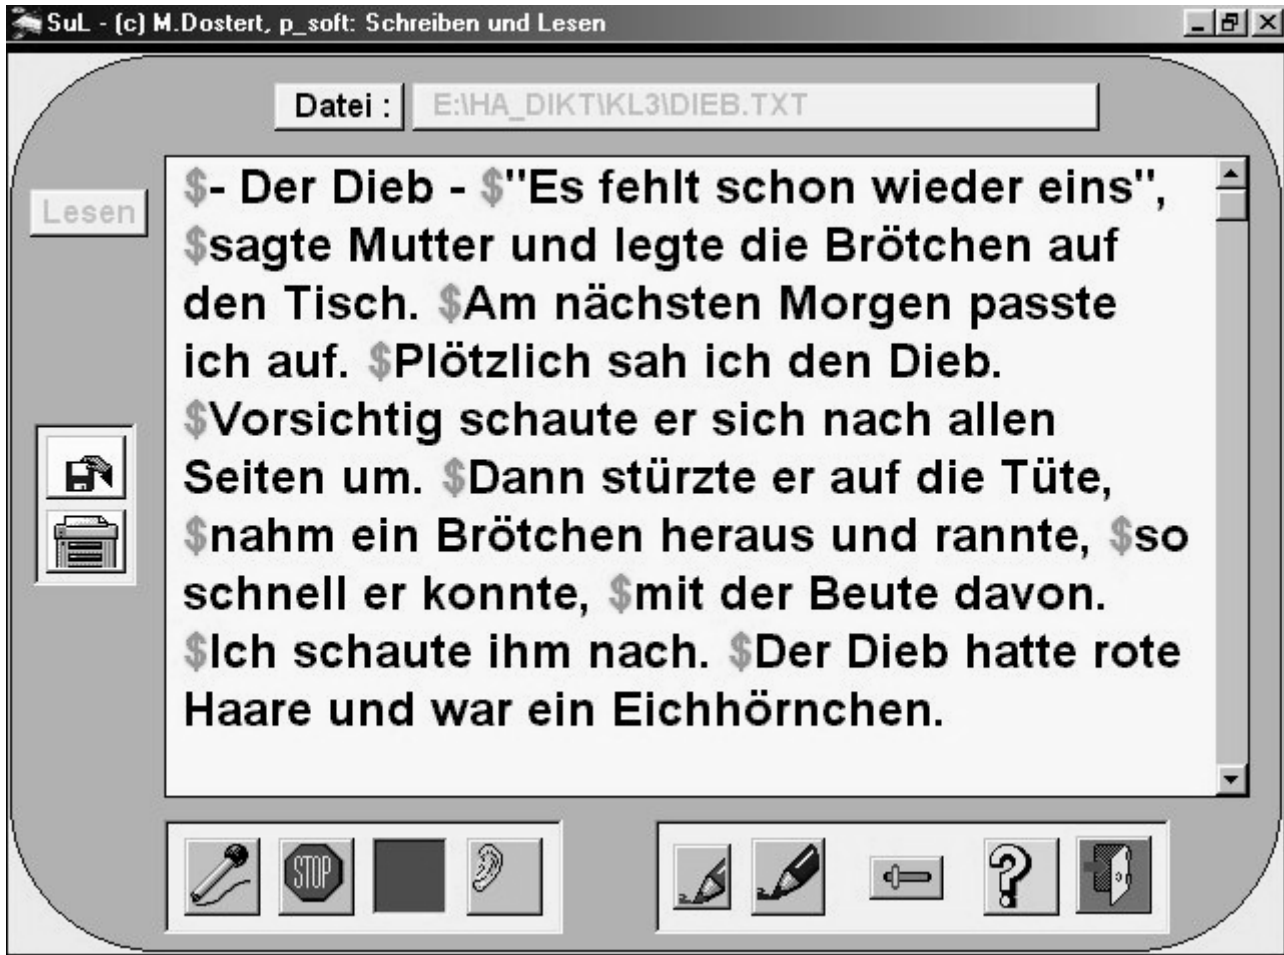 SuL - (c) M.Dostert, p_soft: Schreiben und Lesen
Datei :
E:\HA_DIKT\KL3\DIEB.TXT
Lesen
$- Der Dieb - $"Es fehlt schon wieder eins",
$sagte Mutter und legte die Brötchen auf
den Tisch. $Am nächsten Morgen passte
ich auf. $Plötzlich sah ich den Dieb.
$Vorsichtig schaute er sich nach allen
Seiten um. $Dann stürzte er auf die Tüte,
$nahm ein Brötchen heraus und rannte, $so
schnell er konnte, $mit der Beute davon.
$Ich schaute ihm nach. $Der Dieb hatte rote
Haare und war ein Eichhörnchen.
STOP
?